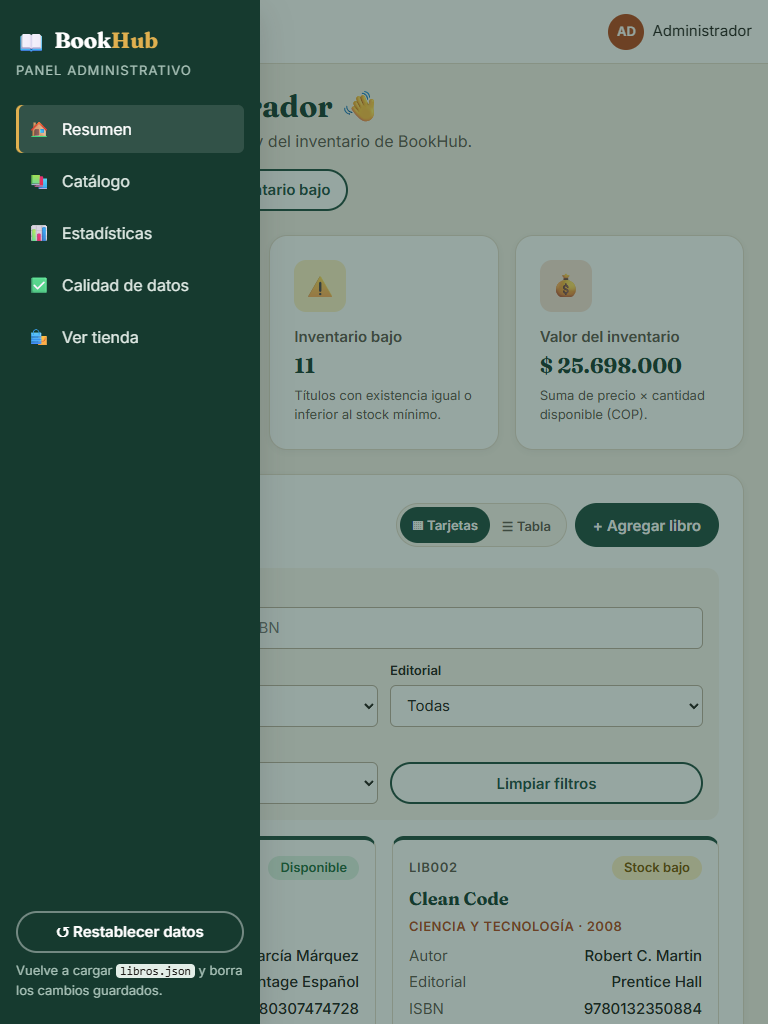 BookHub
PANEL ADMINISTRATIVO
Resumen
Catálogo
Estadísticas
Calidad de datos
Ver tienda
↺ Restablecer datos
Vuelve a cargar libros.json y borra
los cambios guardados.
AD Administrador
rador
y del inventario de BookHub.
ntario bajo
Inventario bajo
11
Títulos con existencia igual o
inferior al stock mínimo.
Valor del inventario
$ 25.698.000
Suma de precio × cantidad
disponible (COP).
Tarjetas ☰ Tabla + Agregar libro
BN
Editorial
Todas
Limpiar filtros
Disponible
arcía Márquez
ntage Español
80307474728
LIB002 Stock bajo
Clean Code
CIENCIA Y TECNOLOGÍA · 2008
Autor Robert C. Martin
Editorial Prentice Hall
ISBN 9780132350884